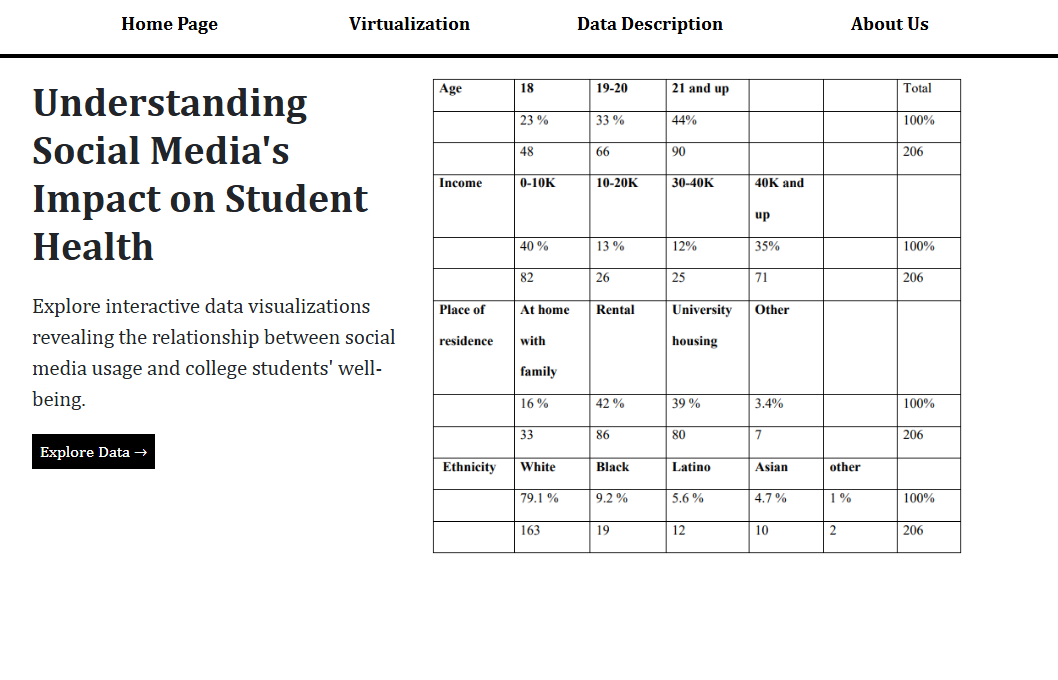 Home Page Virtualization Data Description About Us
Understanding
Social Media's
Impact on Student
Health
Explore interactive data visualizations
revealing the relationship between social
media usage and college students' well-
being.
Explore Data →
Age 18 19-20 21 and up Total
23 % 33 % 44% 100%
48 66 90 206
Income 0-10K 10-20K 30-40K 40K and
up
40 % 13 % 12% 35% 100%
82 26 25 71 206
Place of At home Rental University Other
residence with housing
family
16 % 42 % 39 % 3.4% 100%
33 86 80 7 206
Ethnicity White Black Latino Asian other
79.1 % 9.2 % 5.6 % 4.7 % 1 % 100%
163 19 12 10 2 206